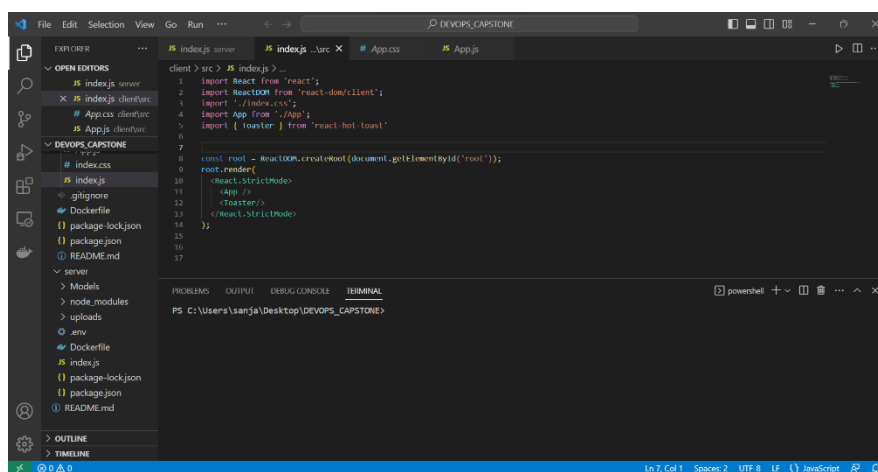 File Edit Selection View Go Run ···
DEVOPS_CAPSTONE
EXPLORER ···
OPEN EDITORS
JS index.js server
JS index.js client\src
# App.css client\src
JS App.js client\src
DEVOPS_CAPSTONE
# index.css
JS index.js
.gitignore
Dockerfile
{} package-lock.json
{} package.json
README.md
server
Models
node_modules
uploads
.env
Dockerfile
JS index.js
{} package-lock.json
{} package.json
README.md
OUTLINE
TIMELINE
JS index.js server
JS index.js ...\src
# App.css
JS App.js
client > src > JS index.js > ...
1 import React from 'react';
2 import ReactDOM from 'react-dom/client';
3 import './index.css';
4 import App from './App';
5 import { Toaster } from 'react-hot-toast'
6
7
8 const root = ReactDOM.createRoot(document.getElementById('root'));
9 root.render(
10 <React.StrictMode>
11 <App />
12 <Toaster/>
13 </React.StrictMode>
14 );
15
16
17
PROBLEMS OUTPUT DEBUG CONSOLE TERMINAL
powershell
PS C:\Users\sanja\Desktop\DEVOPS_CAPSTONE>
0 0
Ln 7, Col 1 Spaces: 2 UTF-8 LF {} JavaScript